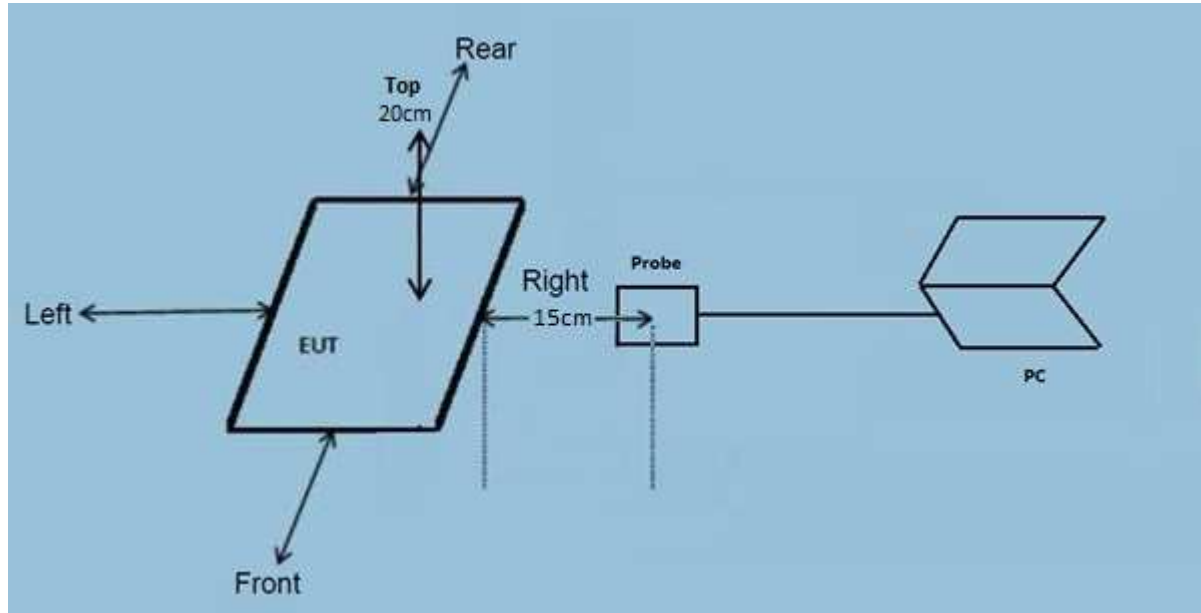 Rear
Top
20cm
Right
Probe
Left
15cm
EUT
PC
Front